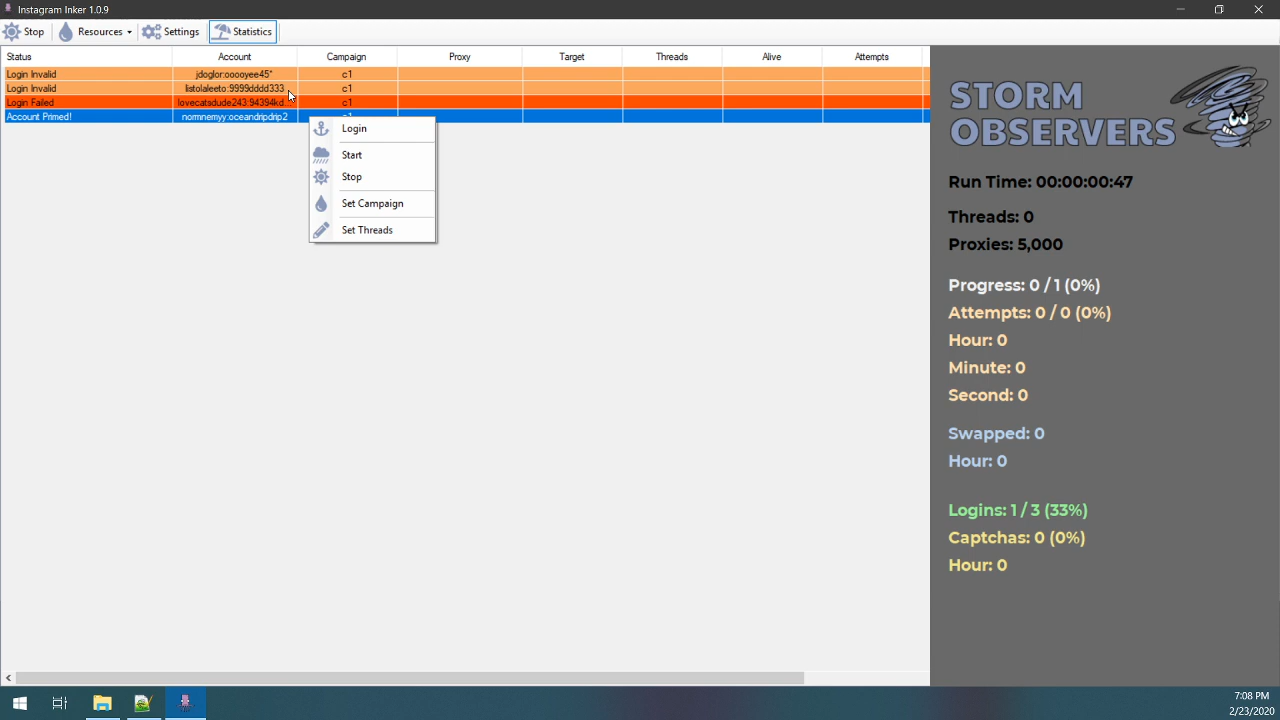 Instagram Inker 1.0.9
Stop Resources Settings Statistics
Status Account Campaign Proxy Target Threads Alive Attempts
Login Invalid jdoglor:ooooyee45* c1
Login Invalid listolaleeto:9999dddd333... c1
Login Failed lovecatsdude243:94394kd... c1
Account Primed! normnemyy:oceandripdrip2
Login
Start
Stop
Set Campaign
Set Threads
STORM
OBSERVERS
Run Time: 00:00:00:47
Threads: 0
Proxies: 5,000
Progress: 0 / 1 (0%)
Attempts: 0 / 0 (0%)
Hour: 0
Minute: 0
Second: 0
Swapped: 0
Hour: 0
Logins: 1 / 3 (33%)
Captchas: 0 (0%)
Hour: 0
7:08 PM
2/23/2020